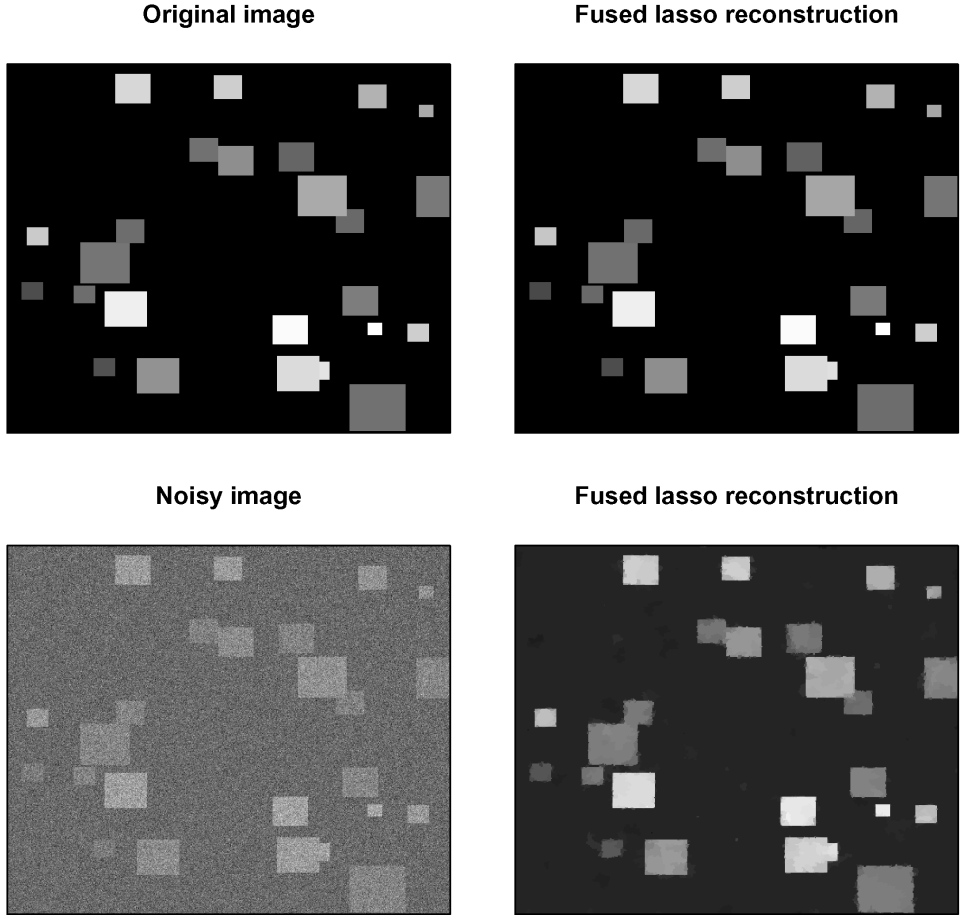 Original image
Fused lasso reconstruction
Noisy image
Fused lasso reconstruction